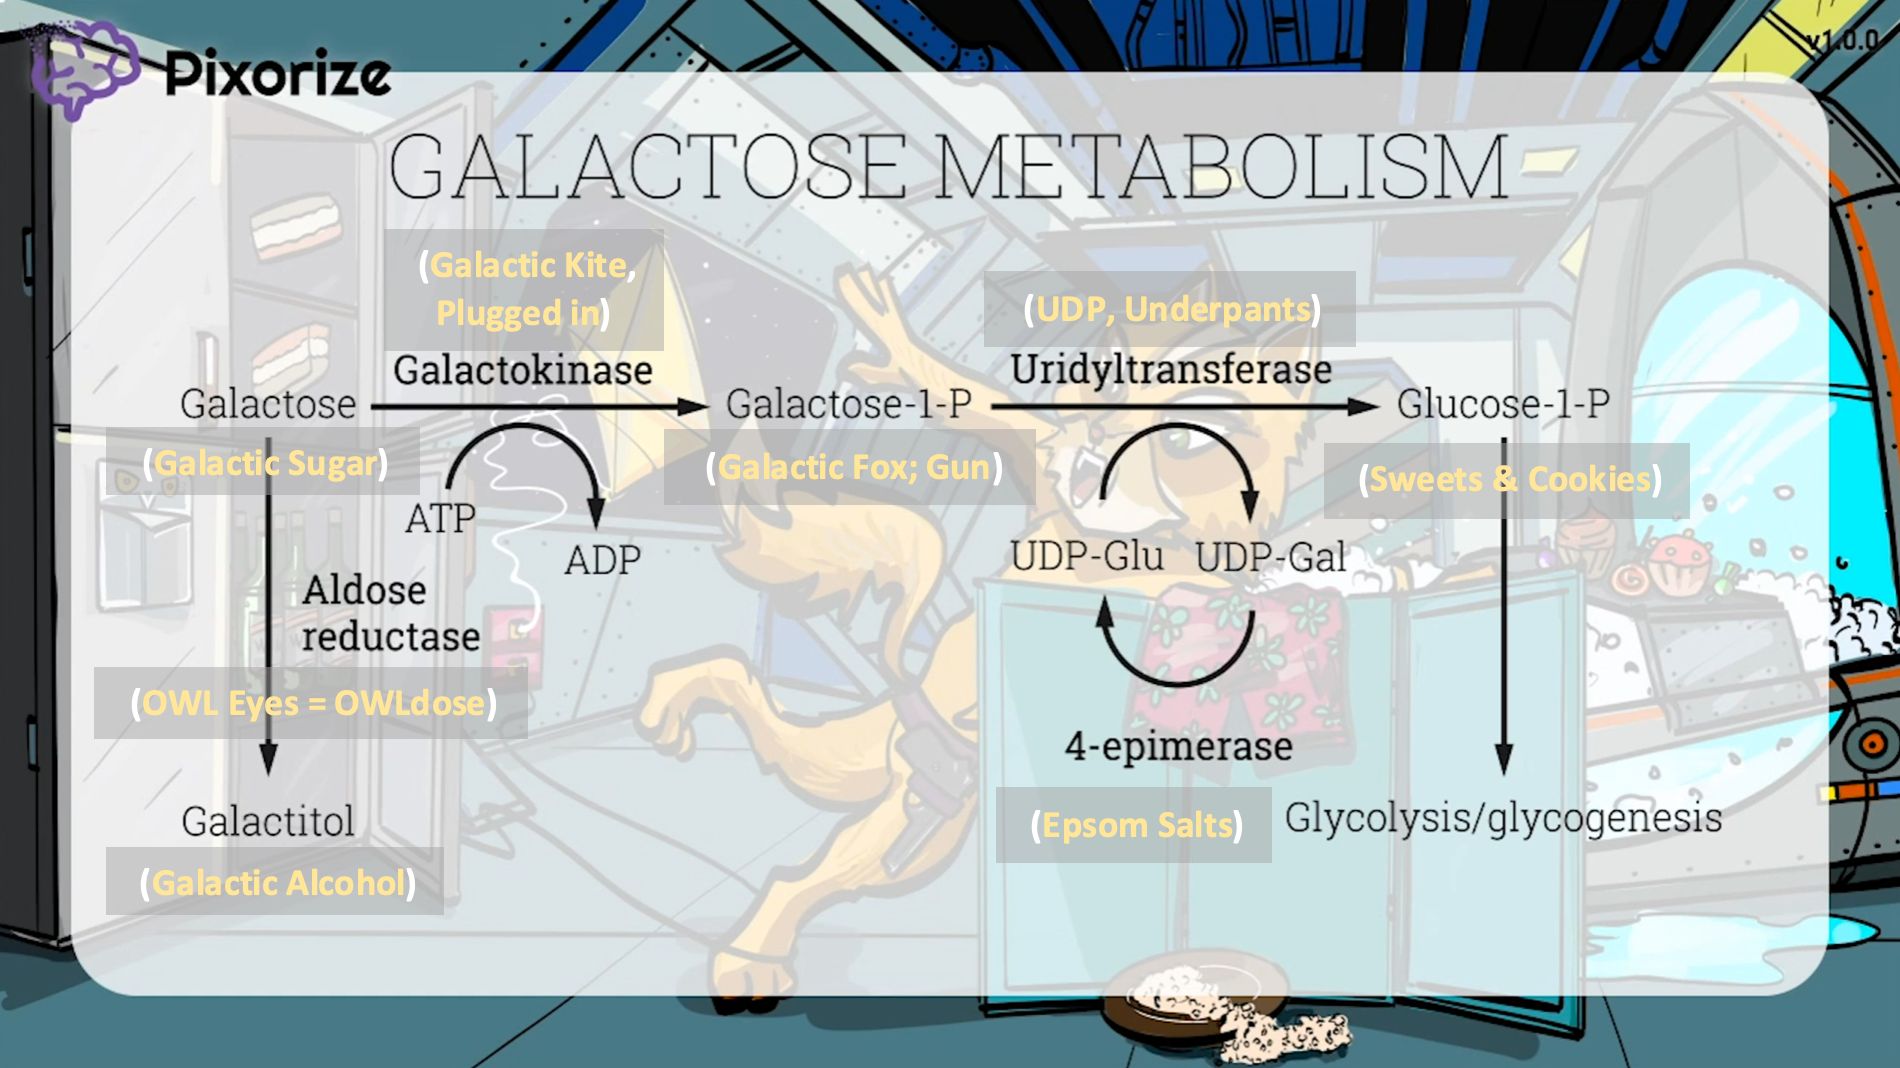 Pixorize
v1.0.0
GALACTOSE METABOLISM
(Galactic Kite,
Plugged in)
(UDP, Underpants)
Galactokinase
Uridyltransferase
Galactose
Galactose-1-P
Glucose-1-P
(Galactic Sugar)
(Galactic Fox; Gun)
(Sweets & Cookies)
ATP
ADP
UDP-Glu
UDP-Gal
Aldose
reductase
(OWL Eyes = OWLdose)
4-epimerase
Galactitol
(Epsom Salts)
Glycolysis/glycogenesis
(Galactic Alcohol)